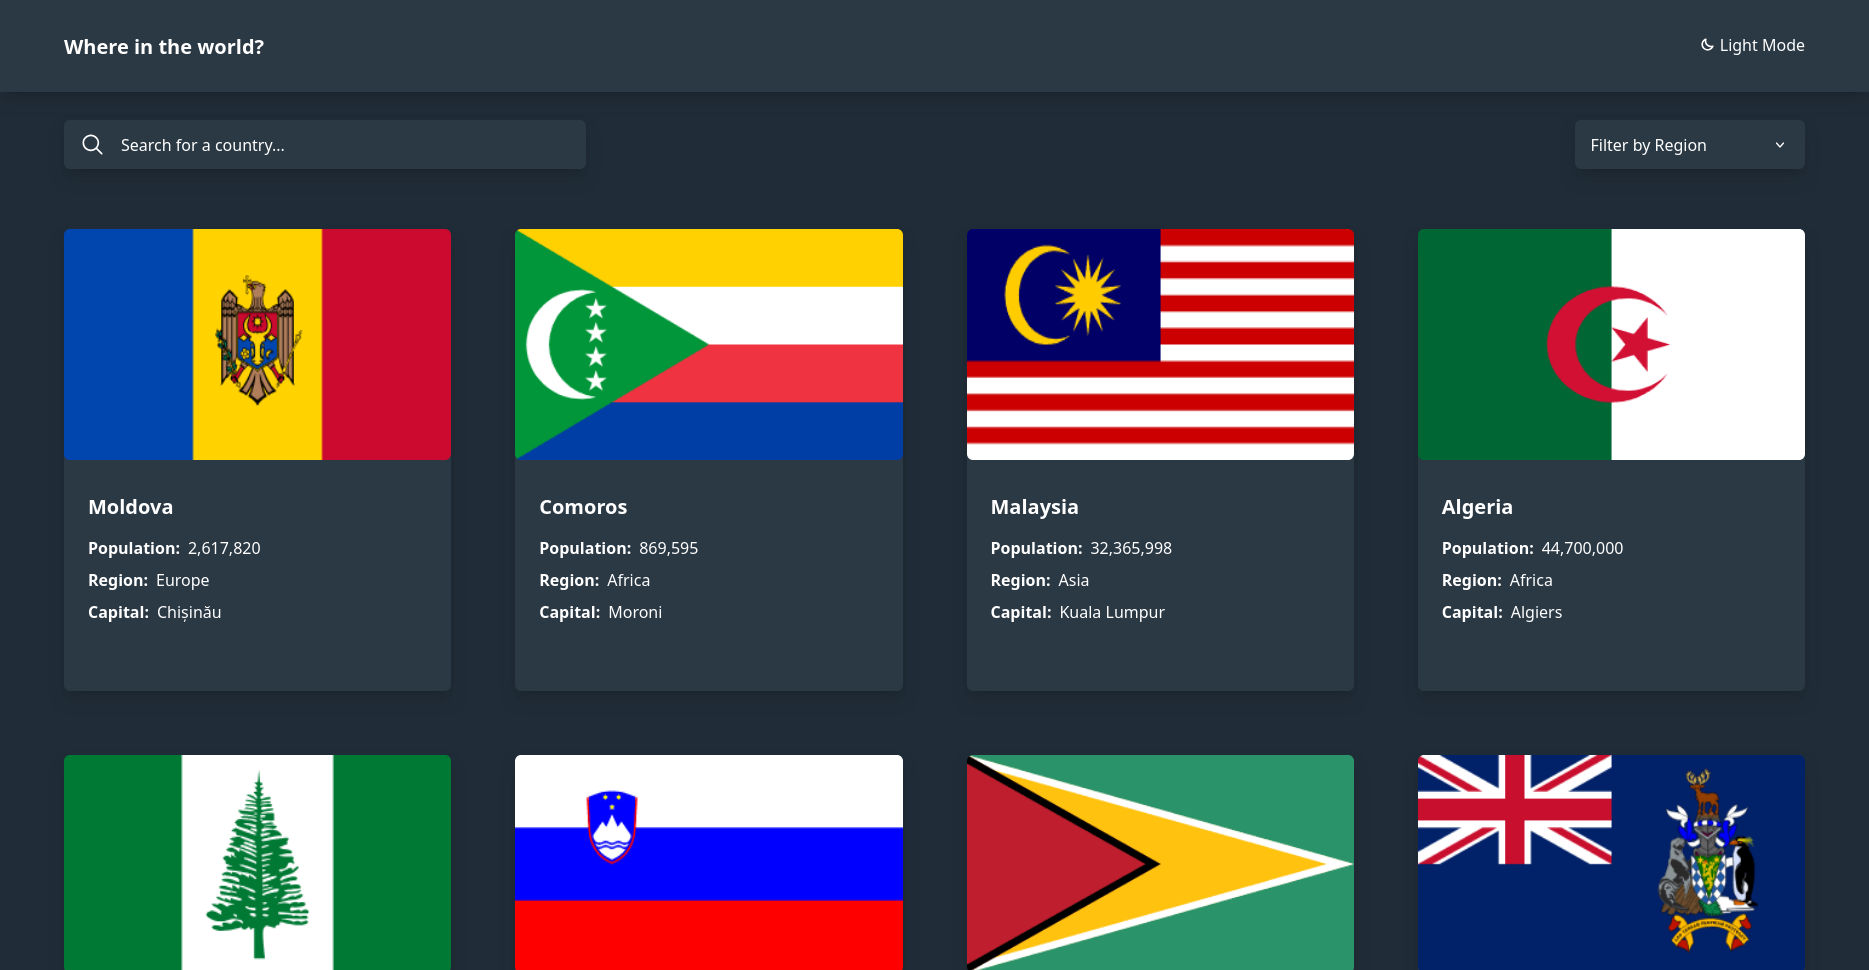 Where in the world?
Light Mode
Search for a country...
Filter by Region
Moldova
Population: 2,617,820
Region: Europe
Capital: Chișinău
Comoros
Population: 869,595
Region: Africa
Capital: Moroni
Malaysia
Population: 32,365,998
Region: Asia
Capital: Kuala Lumpur
Algeria
Population: 44,700,000
Region: Africa
Capital: Algiers